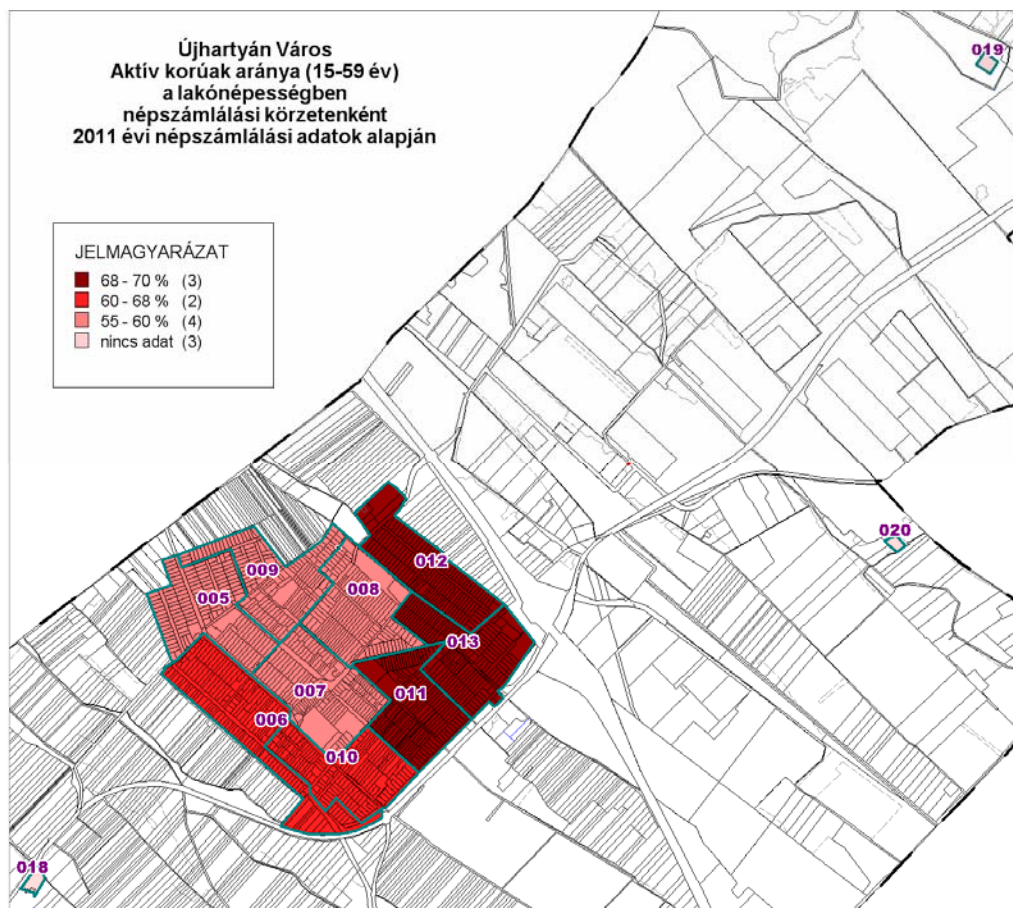 Újhartyán Város
Aktív korúak aránya (15-59 év)
a lakónépességben
népszámlálási körzetenként
2011 évi népszámlálási adatok alapján
019
JELMAGYARÁZAT
68 - 70 % (3)
60 - 68 % (2)
55 - 60 % (4)
nincs adat (3)
020
012
009
008
005
013
007
011
006
010
018